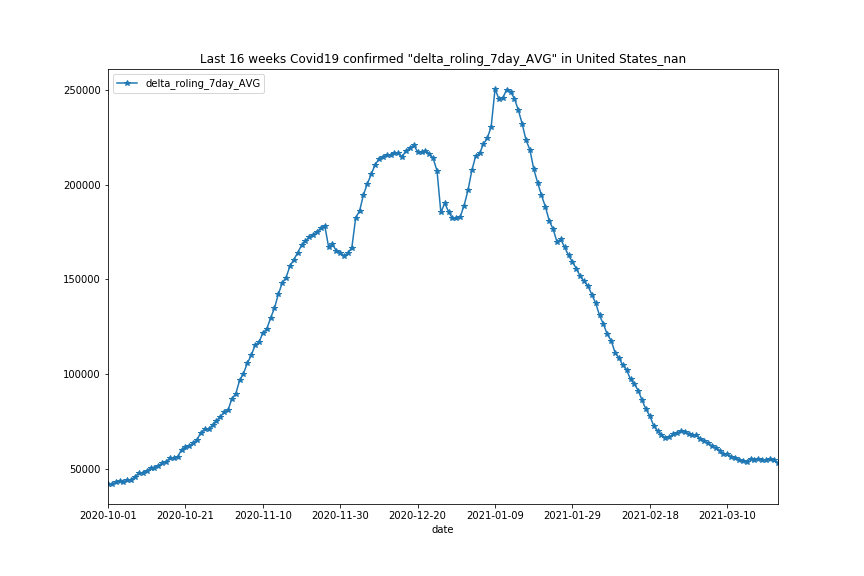 Last 16 weeks Covid19 confirmed "delta_roling_7day_AVG" in United States_nan
delta_roling_7day_AVG
250000
200000
150000
100000
50000
2020-10-01 2020-10-21 2020-11-10 2020-11-30 2020-12-20 2021-01-09 2021-01-29 2021-02-18 2021-03-10
date